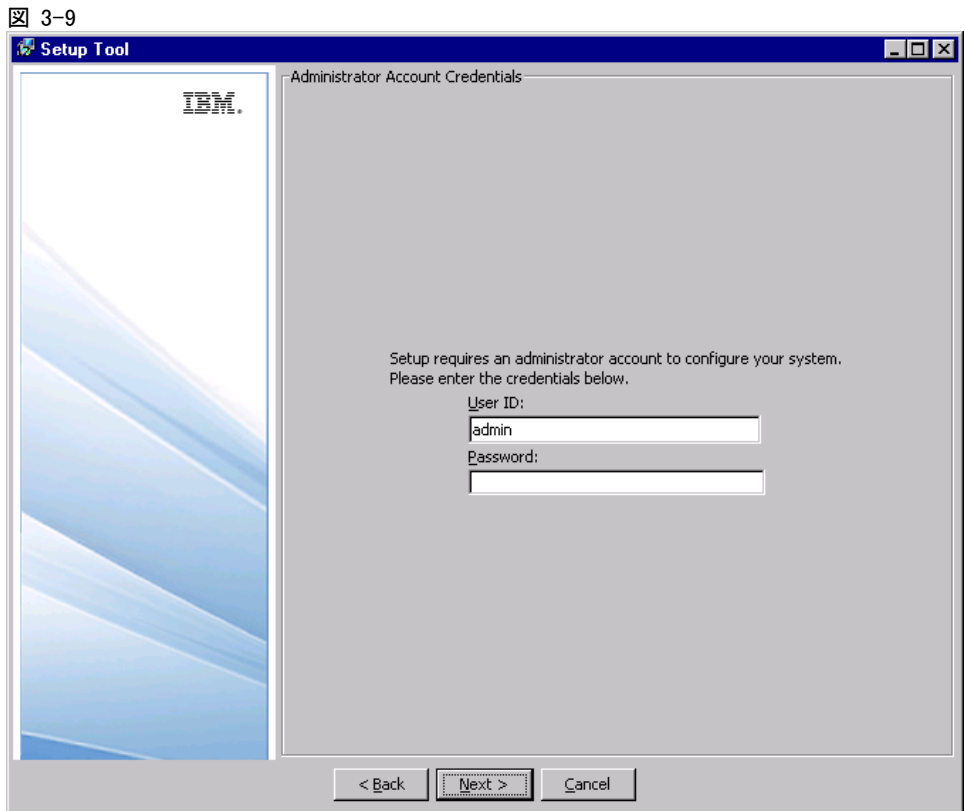 図 3-9
Setup Tool
IBM.
Administrator Account Credentials
Setup requires an administrator account to configure your system.
Please enter the credentials below.
User ID:
admin
Password:
< Back
Next >
Cancel